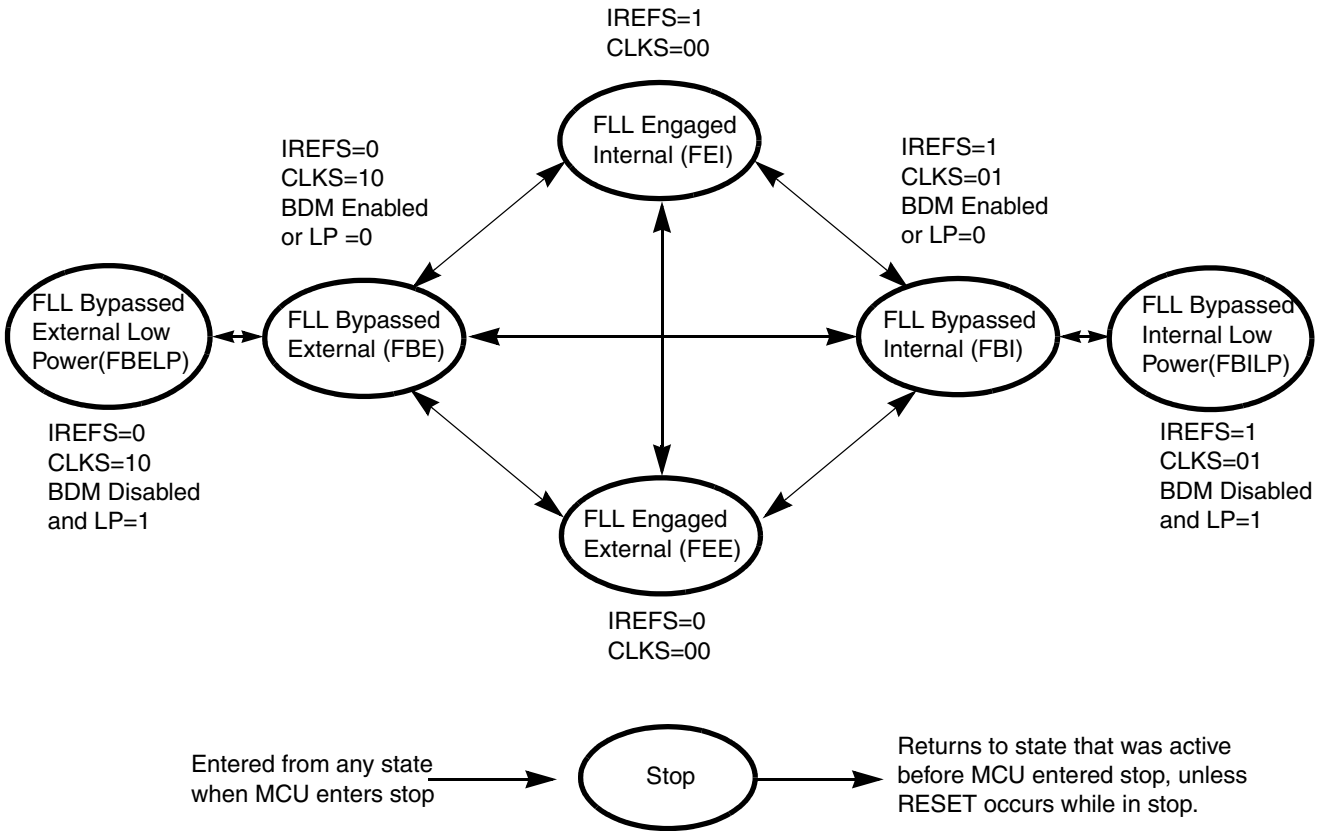 IREFS=1
CLKS=00
FLL Engaged
Internal (FEI)
IREFS=0
CLKS=10
BDM Enabled
or LP =0
IREFS=1
CLKS=01
BDM Enabled
or LP=0
FLL Bypassed
External Low
Power(FBELP)
FLL Bypassed
External (FBE)
FLL Bypassed
Internal (FBI)
FLL Bypassed
Internal Low
Power(FBILP)
IREFS=0
CLKS=10
BDM Disabled
and LP=1
IREFS=1
CLKS=01
BDM Disabled
and LP=1
FLL Engaged
External (FEE)
IREFS=0
CLKS=00
Entered from any state
when MCU enters stop
Stop
Returns to state that was active
before MCU entered stop, unless
RESET occurs while in stop.